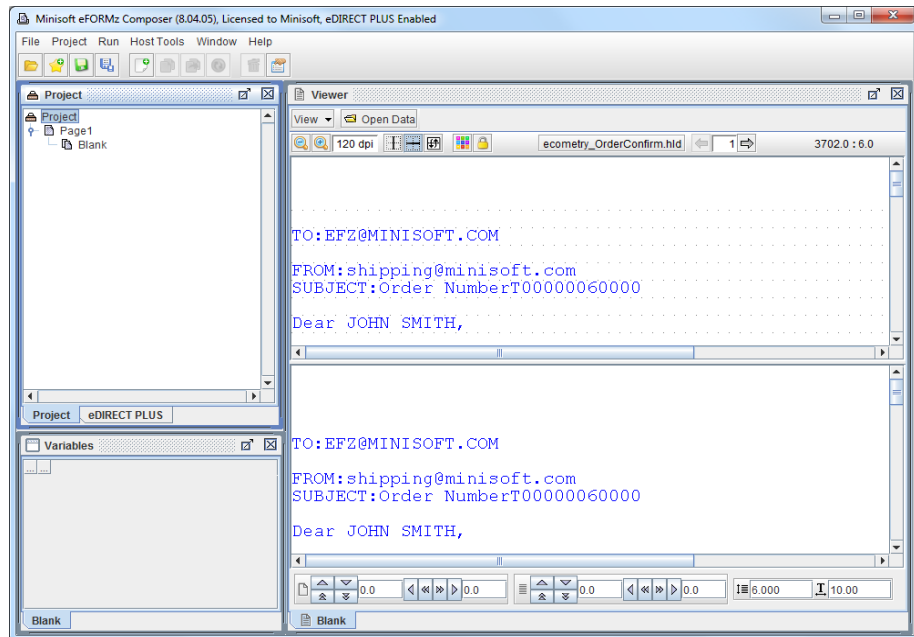 Minisoft eFORMz Composer (8.04.05), Licensed to Minisoft, eDIRECT PLUS Enabled
File Project Run Host Tools Window Help
Project
Project
Page1
Blank
Project eDIRECT PLUS
Variables
... ...
Blank
Viewer
View Open Data
120 dpi ecometry_OrderConfirm.hld 1 3702.0 : 6.0
TO:EFZ@MINISOFT.COM
FROM:shipping@minisoft.com
SUBJECT:Order NumberT00000060000
Dear JOHN SMITH,
TO:EFZ@MINISOFT.COM
FROM:shipping@minisoft.com
SUBJECT:Order NumberT00000060000
Dear JOHN SMITH,
0.0 0.0 0.0 0.0 6.000 10.00
Blank